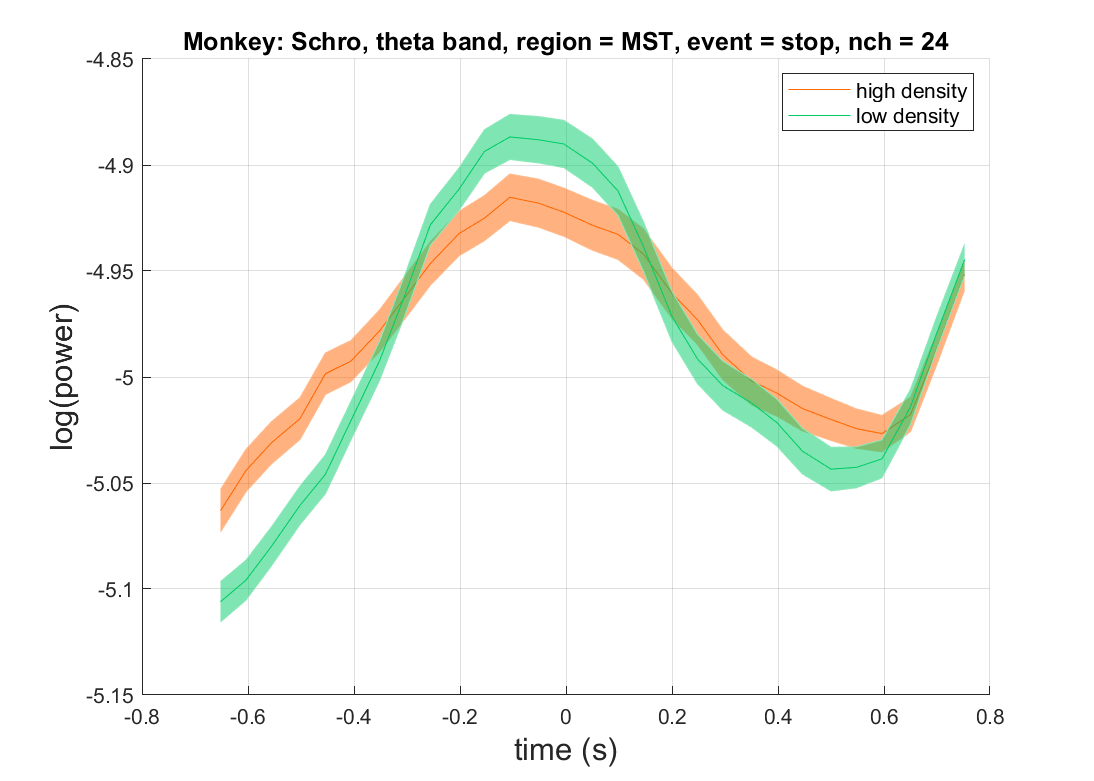 Monkey: Schro, theta band, region = MST, event = stop, nch = 24
high density
low density
log(power)
-4.85
-4.9
-4.95
-5
-5.05
-5.1
-5.15
-0.8 -0.6 -0.4 -0.2 0 0.2 0.4 0.6 0.8
time (s)